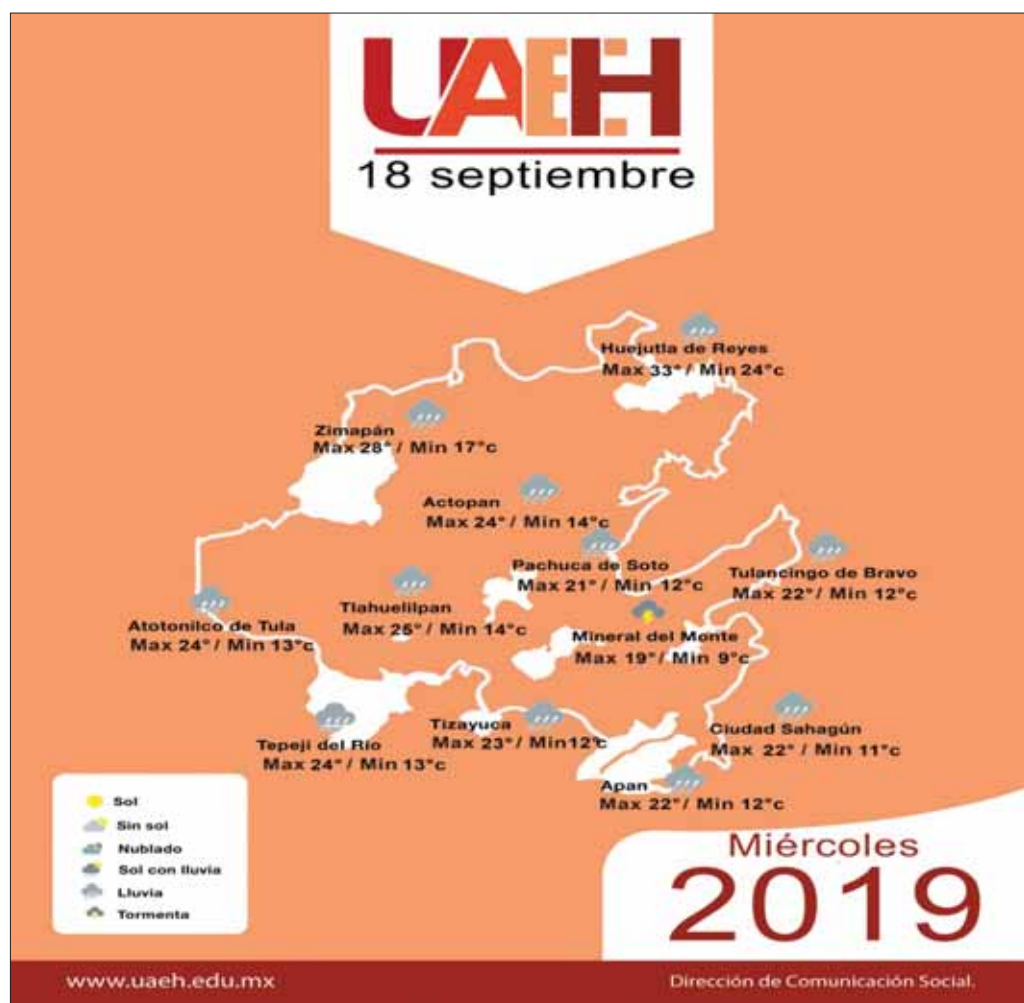 UAEH
18 septiembre
Huejutla de Reyes
Max 33°/ Min 24°c
Zimapán
Max 28° / Min 17°c
Actopan
Max 24°/ Min 14°c
Pachuca de Soto
Max 21°/ Min 12°c
Tulancingo de Bravo
Max 22°/ Min 12°c
Tlahuelilpan
Max 25°/ Min 14°c
Atotonilco de Tula
Max 24°/ Min 13°c
Mineral del Monte
Max 19°/ Min 9°c
Tizayuca
Max 23°/ Min12°c
Ciudad Sahagún
Max 22° / Min 11°c
Tepeji del Río
Max 24° / Min 13°c
Apan
Max 22°/ Min 12°c
Sol
Sin sol
Nublado
Sol con lluvia
Lluvia
Tormenta
Miércoles
2019
www.uaeh.edu.mx
Dirección de Comunicación Social.